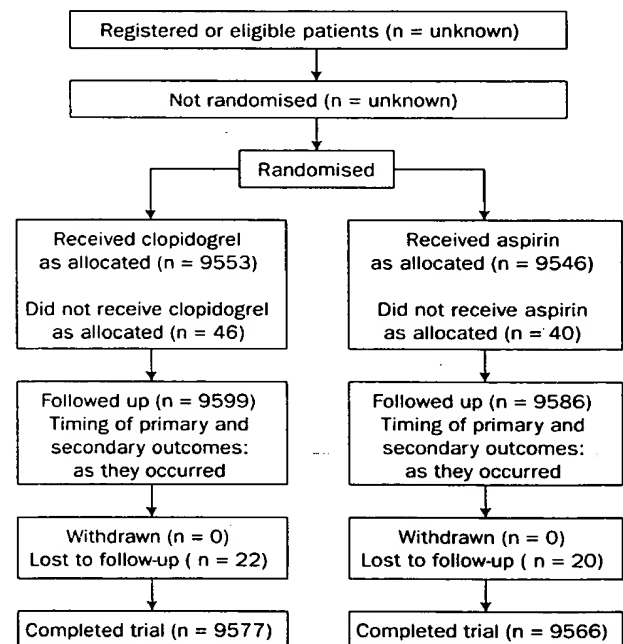 Registered or eligible patients (n = unknown)
Not randomised (n = unknown)
Randomised
Received clopidogrel
as allocated (n = 9553)
Did not receive clopidogrel
as allocated (n = 46)
Followed up (n = 9599)
Timing of primary and
secondary outcomes:
as they occurred
Withdrawn (n = 0)
Lost to follow-up ( n = 22)
Completed trial (n = 9577)
Received aspirin
as allocated (n = 9546)
Did not receive aspirin
as allocated (n = 40)
Followed up (n = 9586)
Timing of primary and
secondary outcomes:
as they occurred
Withdrawn (n = 0)
Lost to follow-up ( n = 20)
Completed trial (n = 9566)